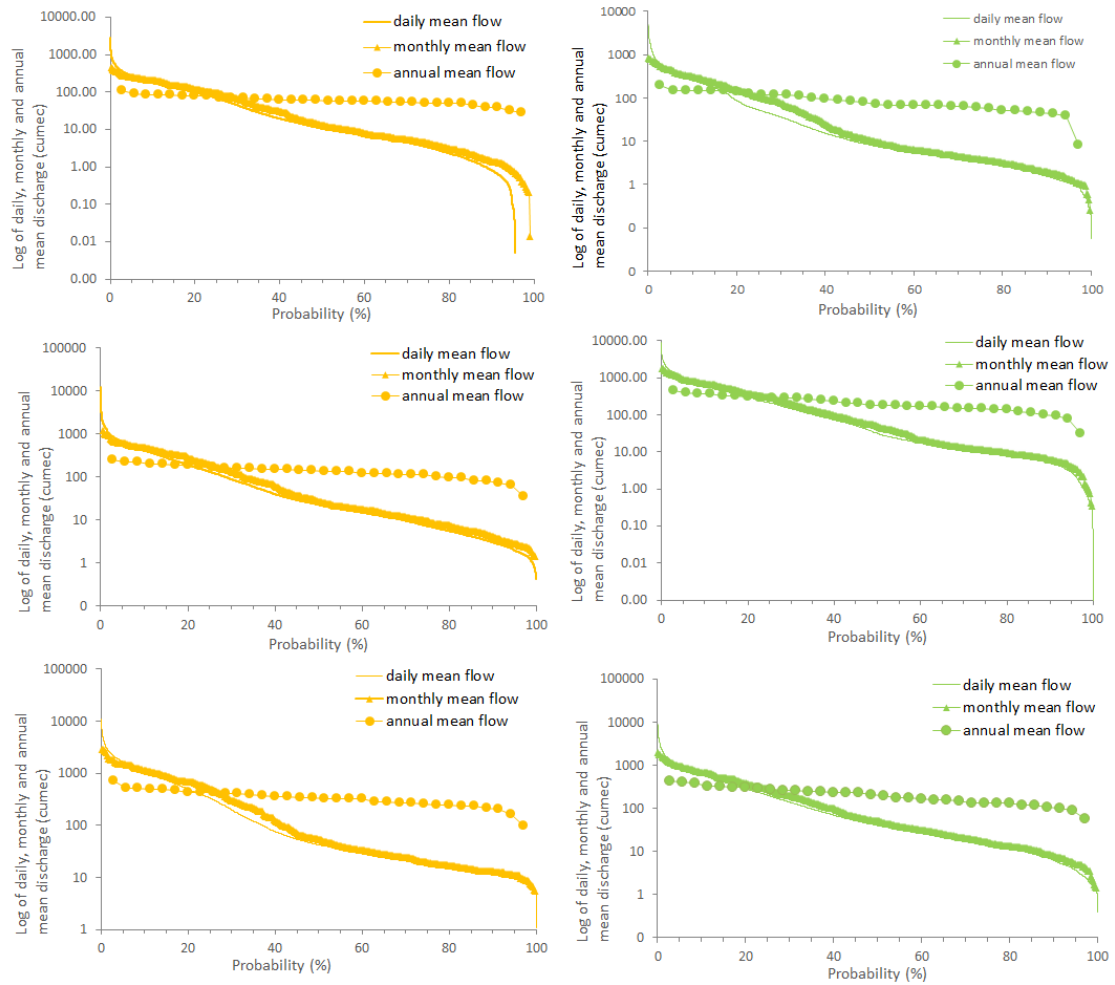 10000.00
1000.00
100.00
10.00
1.00
0.10
0.01
0.00
Log of daily, monthly and annual
mean discharge (cumec)
daily mean flow
monthly mean flow
annual mean flow
0 20 40 60 80 100
Probability (%)
10000
1000
100
10
1
0
0
Log of daily, monthly and annual
mean discharge (cumec)
daily mean flow
monthly mean flow
annual mean flow
0 20 40 60 80 100
Probability (%)
100000
10000
1000
100
10
1
0
Log of daily, monthly and annual
mean discharge (cumec)
daily mean flow
monthly mean flow
annual mean flow
0 20 40 60 80 100
Probability (%)
10000.00
1000.00
100.00
10.00
1.00
0.10
0.01
0.00
Log of daily, monthly and annual
mean discharge (cumec)
daily mean flow
monthly mean flow
annual mean flow
0 20 40 60 80 100
Probability (%)
100000
10000
1000
100
10
1
Log of daily, monthly and annual
mean discharge (cumec)
daily mean flow
monthly mean flow
annual mean flow
0 20 40 60 80 100
Probability (%)
100000
10000
1000
100
10
1
0
Log of daily, monthly and annual
mean discharge (cumec)
daily mean flow
monthly mean flow
annual mean flow
0 20 40 60 80 100
Probability (%)